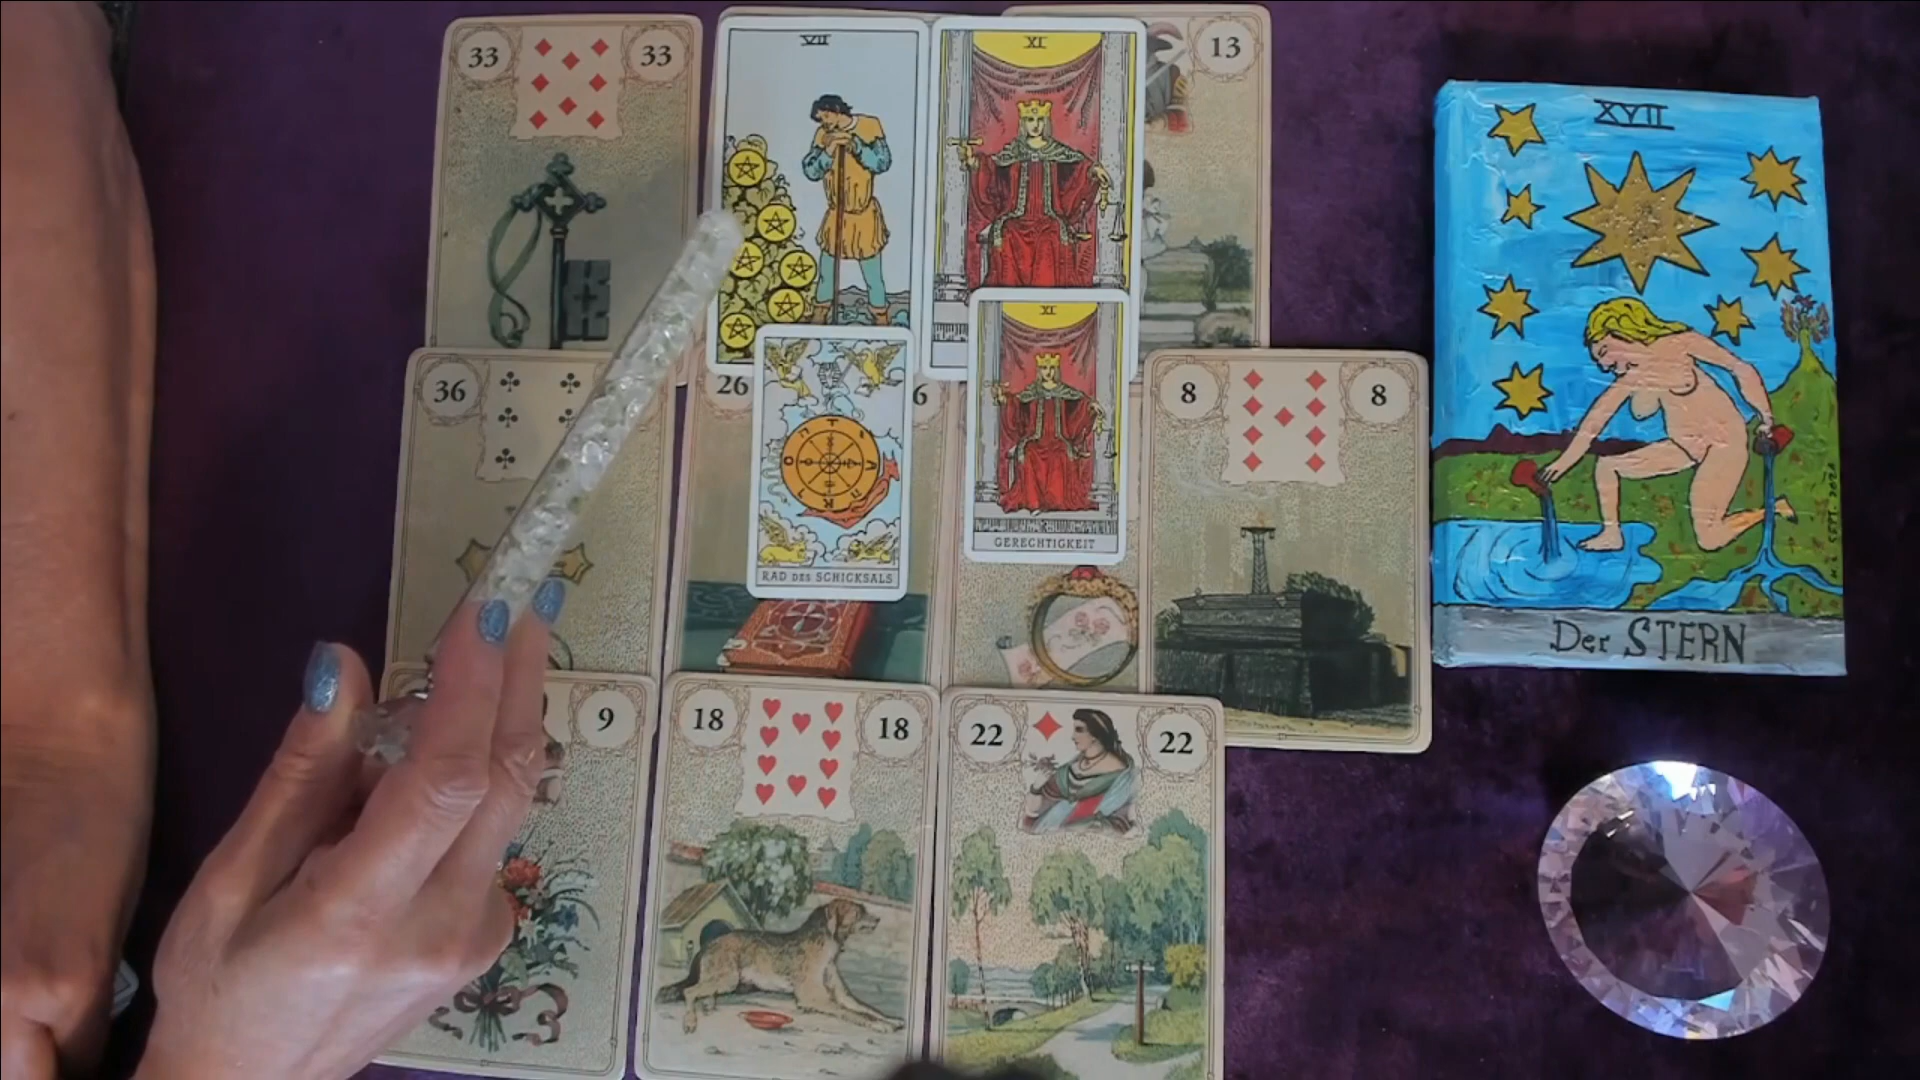 33 33
VII
XI
13
XVII
36
26 6
X
XI
8 8
GERECHTIGKEIT
RAD DES SCHICKSALS
Der STERN
9
18 18
22 22